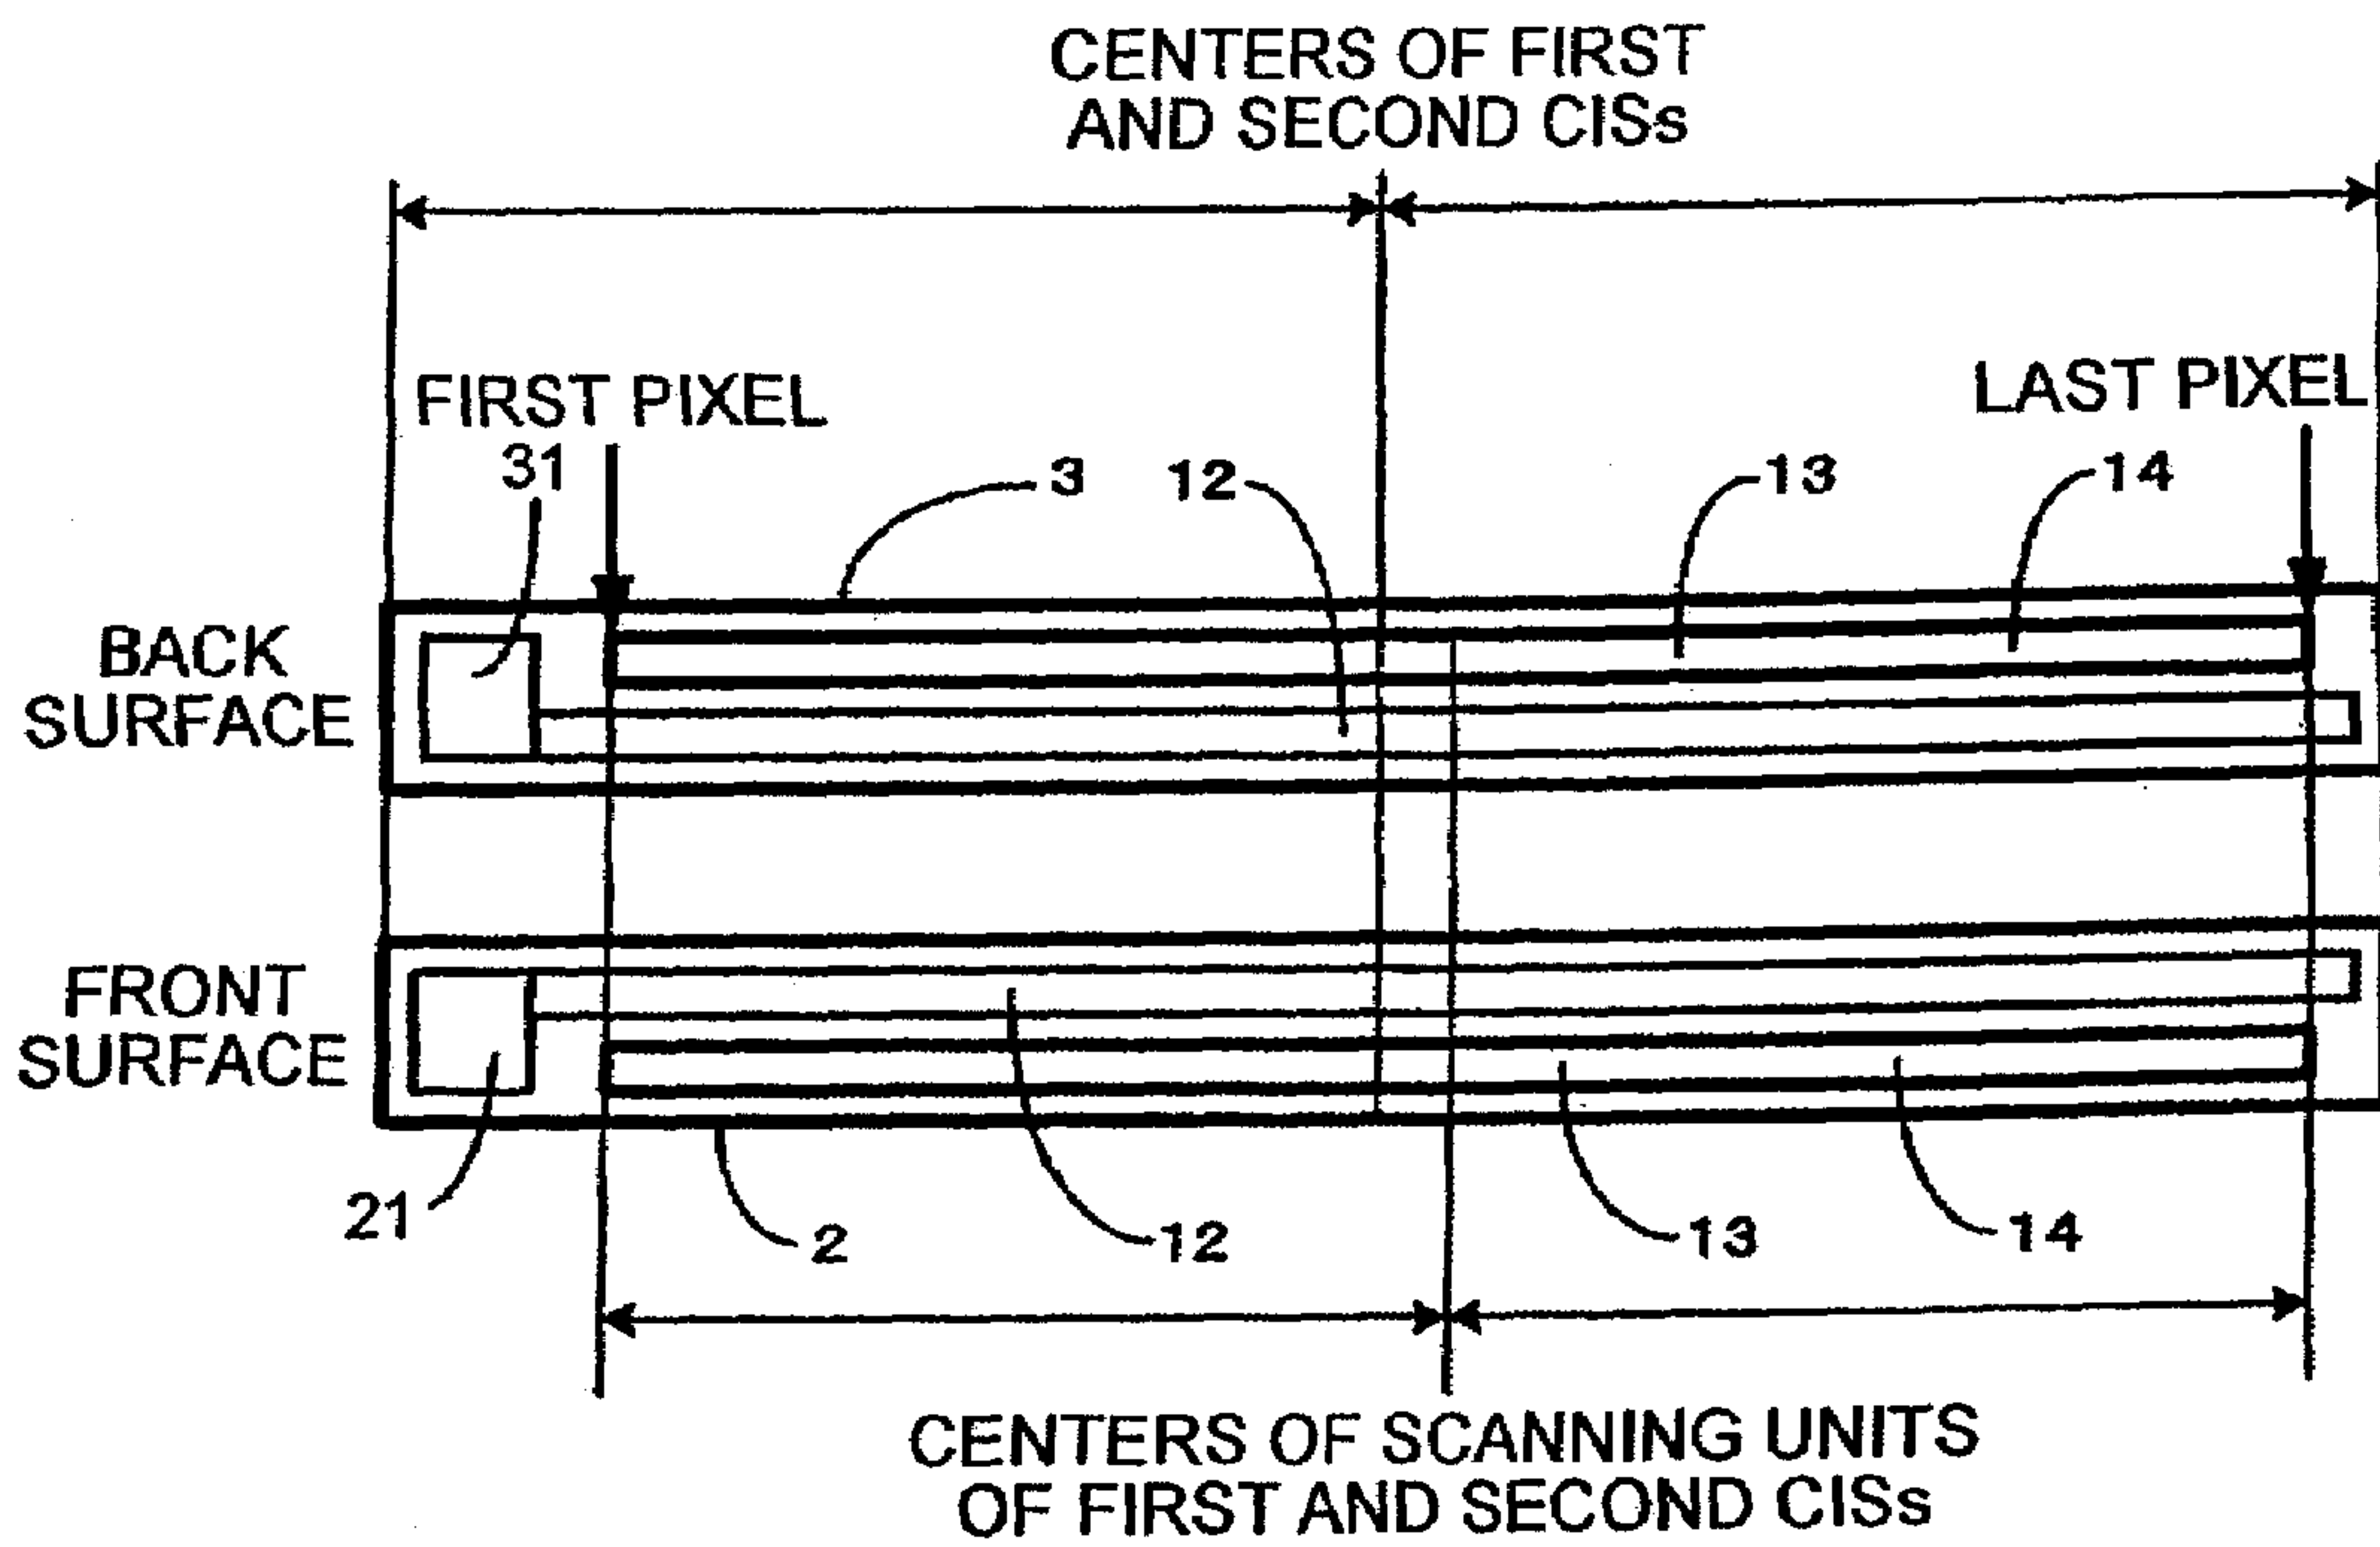 CENTERS OF FIRST
AND SECOND CISs
FIRST PIXEL
LAST PIXEL
31
3
12
13
14
BACK
SURFACE
FRONT
SURFACE
21
2
12
13
14
CENTERS OF SCANNING UNITS
OF FIRST AND SECOND CISs